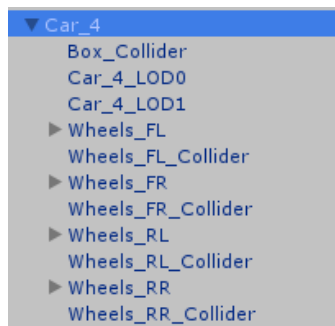 Car_4
Box_Collider
Car_4_LOD0
Car_4_LOD1
Wheels_FL
Wheels_FL_Collider
Wheels_FR
Wheels_FR_Collider
Wheels_RL
Wheels_RL_Collider
Wheels_RR
Wheels_RR_Collider